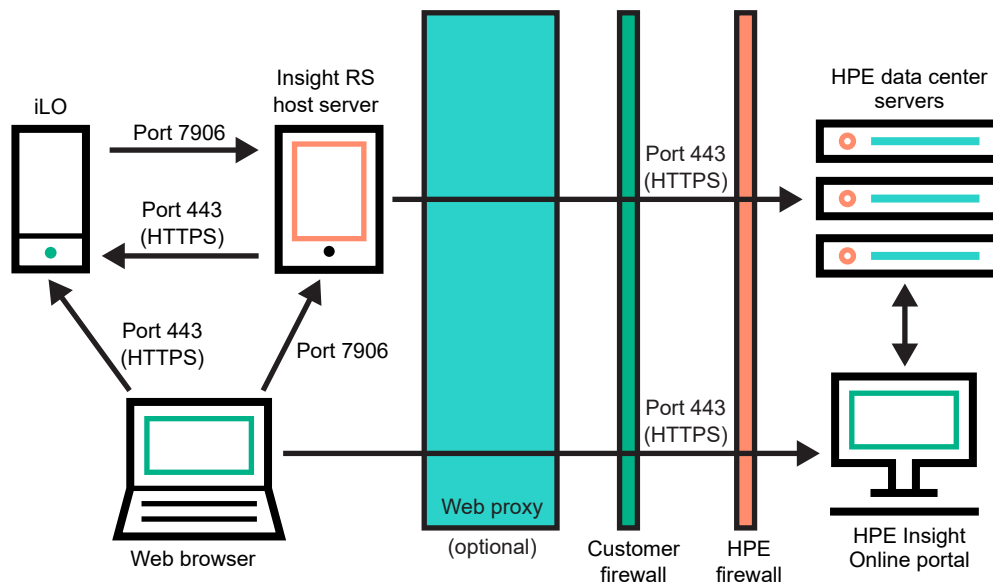 iLO
Insight RS
host server
HPE data center
servers
Port 7906
Port 443
(HTTPS)
Port 443
(HTTPS)
Port 443
(HTTPS)
Port 7906
Port 443
(HTTPS)
Web browser
Web proxy
(optional)
Customer
firewall
HPE
firewall
HPE Insight
Online portal